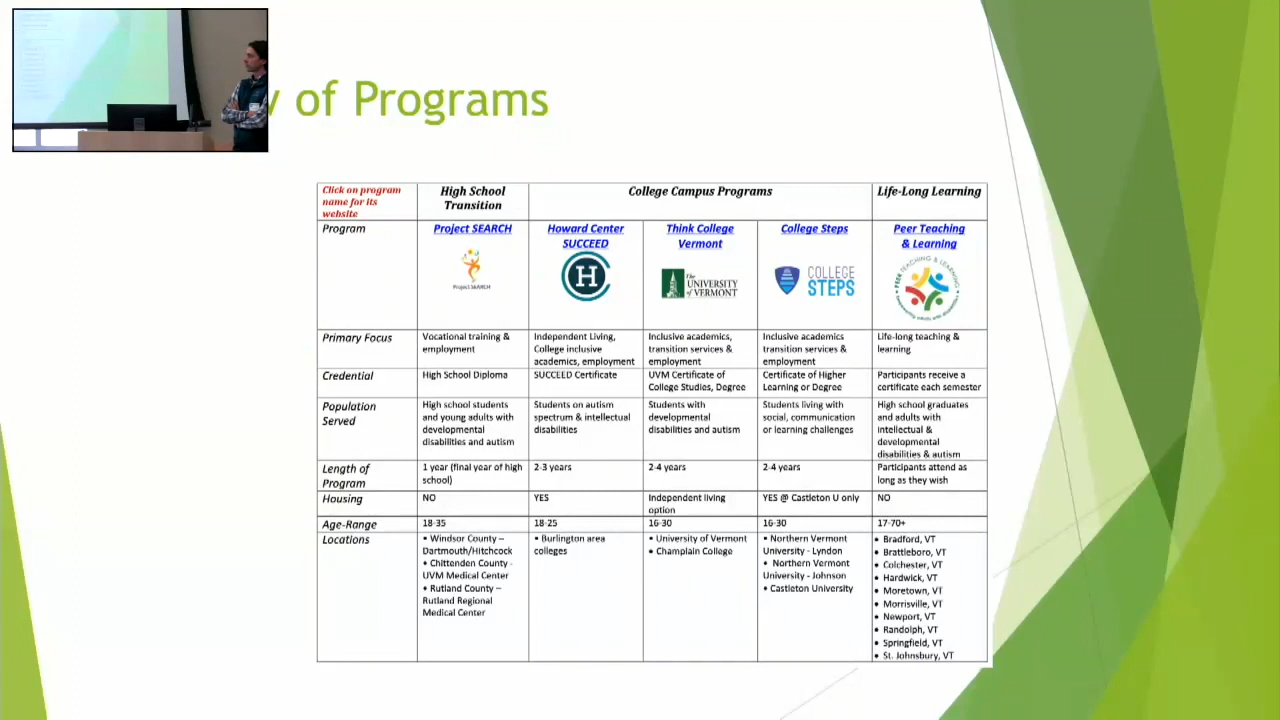 of Programs
Click on program
name for its
website
High School
Transition
College Campus Programs
Life-Long Learning
Program
Project SEARCH
Project SEARCH
Howard Center
SUCCEED
H
Think College
Vermont
The
UNIVERSITY
of VERMONT
College Steps
COLLEGE
STEPS
Peer Teaching
& Learning
PEER TEACHING & LEARNING
Primary Focus
Vocational training &
employment
Independent Living,
College inclusive
academics, employment
Inclusive academics,
transition services &
employment
Inclusive academics
transition services &
employment
Life-long teaching &
learning
Credential
High School Diploma
SUCCEED Certificate
UVM Certificate of
College Studies, Degree
Certificate of Higher
Learning or Degree
Participants receive a
certificate each semester
Population
Served
High school students
and young adults with
developmental
disabilities and autism
Students on autism
spectrum & intellectual
disabilities
Students with
developmental
disabilities and autism
Students living with
social, communication
or learning challenges
High school graduates
and adults with
intellectual &
developmental
disabilities & autism
Length of
Program
1 year (final year of high
school)
2-3 years
2-4 years
2-4 years
Participants attend as
long as they wish
Housing
NO
YES
Independent living
option
YES @ Castleton U only
NO
Age-Range
18-35
18-25
16-30
16-30
17-70+
Locations
• Windsor County –
Dartmouth/Hitchcock
• Chittenden County -
UVM Medical Center
• Rutland County –
Rutland Regional
Medical Center
• Burlington area
colleges
• University of Vermont
• Champlain College
• Northern Vermont
University - Lyndon
• Northern Vermont
University - Johnson
• Castleton University
• Bradford, VT
• Brattleboro, VT
• Colchester, VT
• Hardwick, VT
• Moretown, VT
• Morrisville, VT
• Newport, VT
• Randolph, VT
• Springfield, VT
• St. Johnsbury, VT